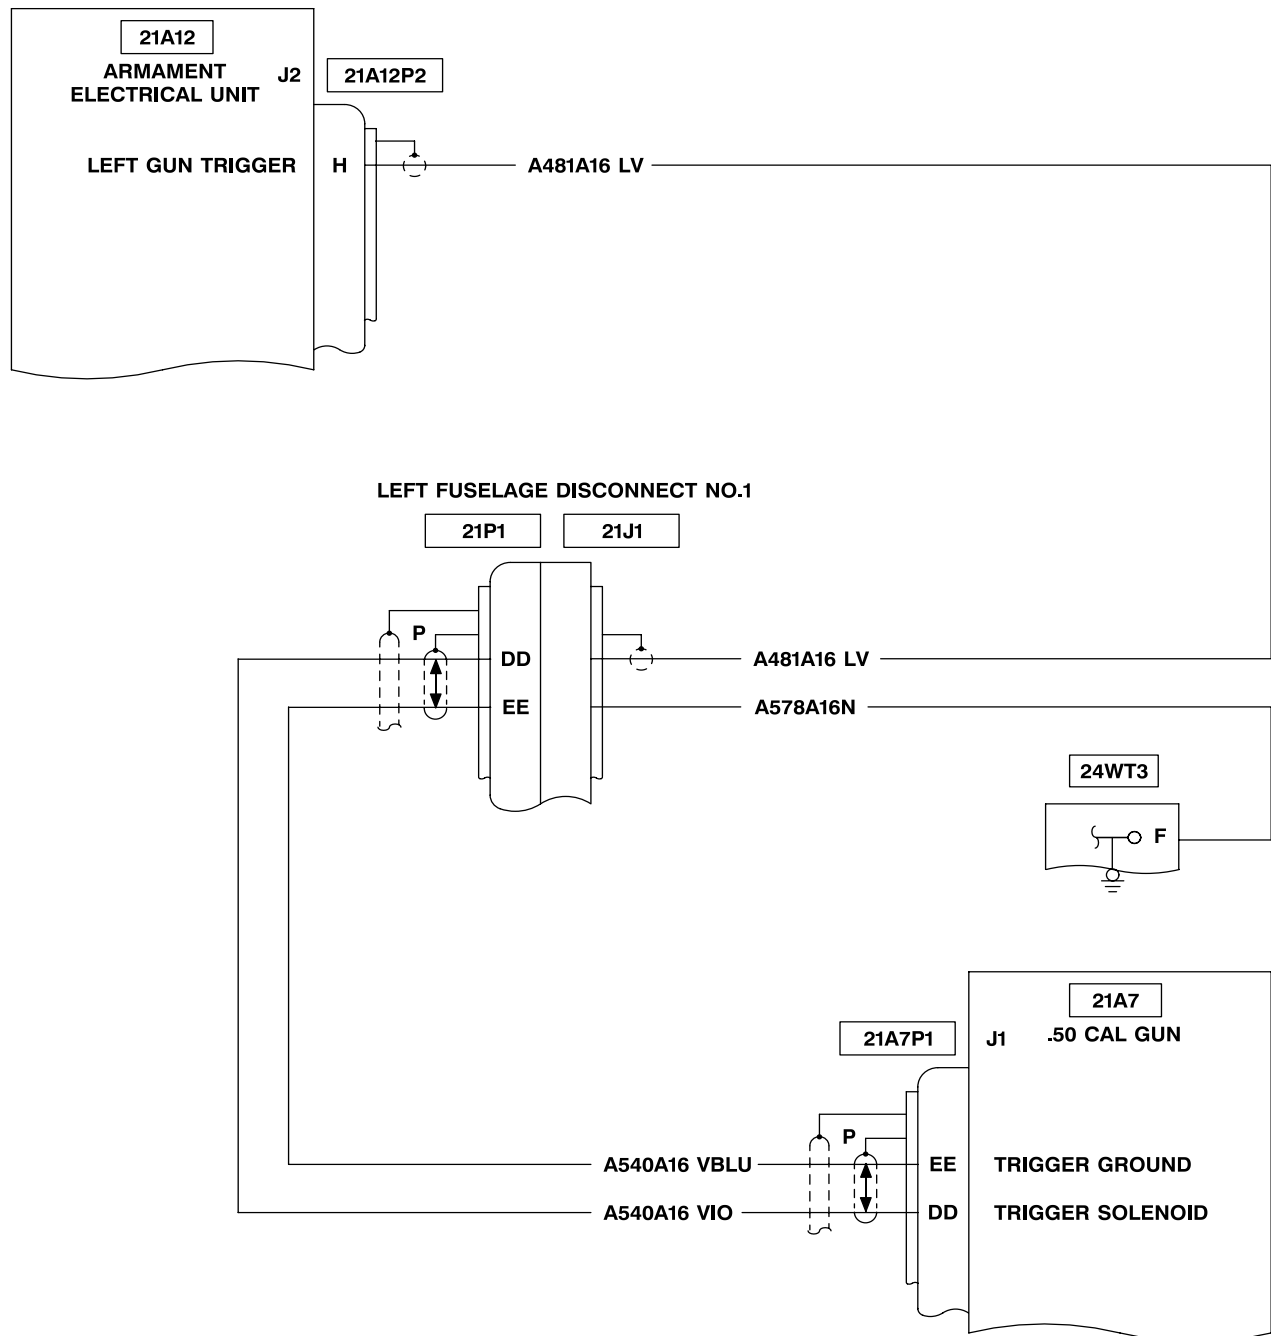 21A12
ARMAMENT
ELECTRICAL UNIT
J2
21A12P2
LEFT GUN TRIGGER
H
A481A16 LV
LEFT FUSELAGE DISCONNECT NO.1
21P1
21J1
P
DD
A481A16 LV
EE
A578A16N
24WT3
F
21A7
21A7P1
J1
.50 CAL GUN
P
A540A16 VBLU
EE
TRIGGER GROUND
A540A16 VIO
DD
TRIGGER SOLENOID